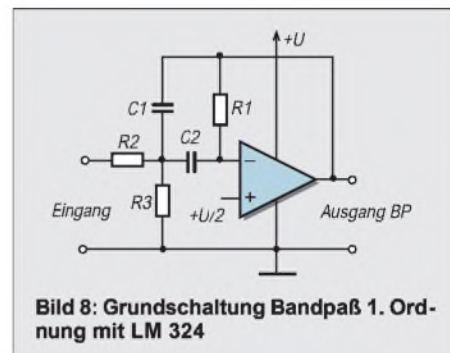 +U
C1
R1
R2
C2
Eingang
R3
+U/2
Ausgang BP
Bild 8: Grundschaltung Bandpaß 1. Ord-
nung mit LM 324